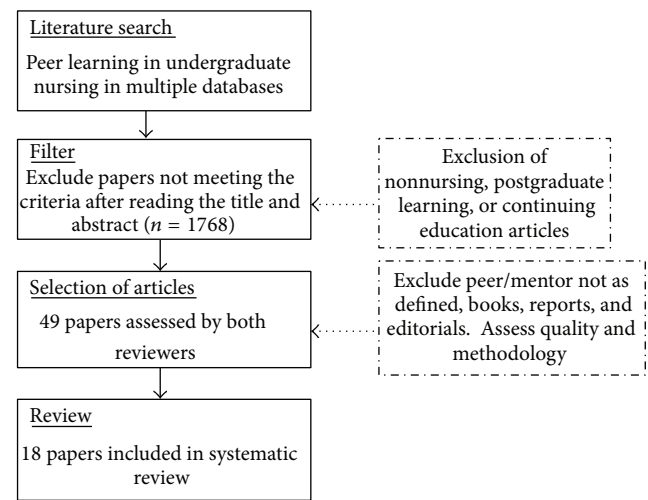 Literature search
Peer learning in undergraduate
nursing in multiple databases
Filter
Exclude papers not meeting the
criteria after reading the title and
abstract (n = 1768)
Exclusion of
nonnursing, postgraduate
learning, or continuing
education articles
Selection of articles
49 papers assessed by both
reviewers
Exclude peer/mentor not as
defined, books, reports, and
editorials. Assess quality and
methodology
Review
18 papers included in systematic
review